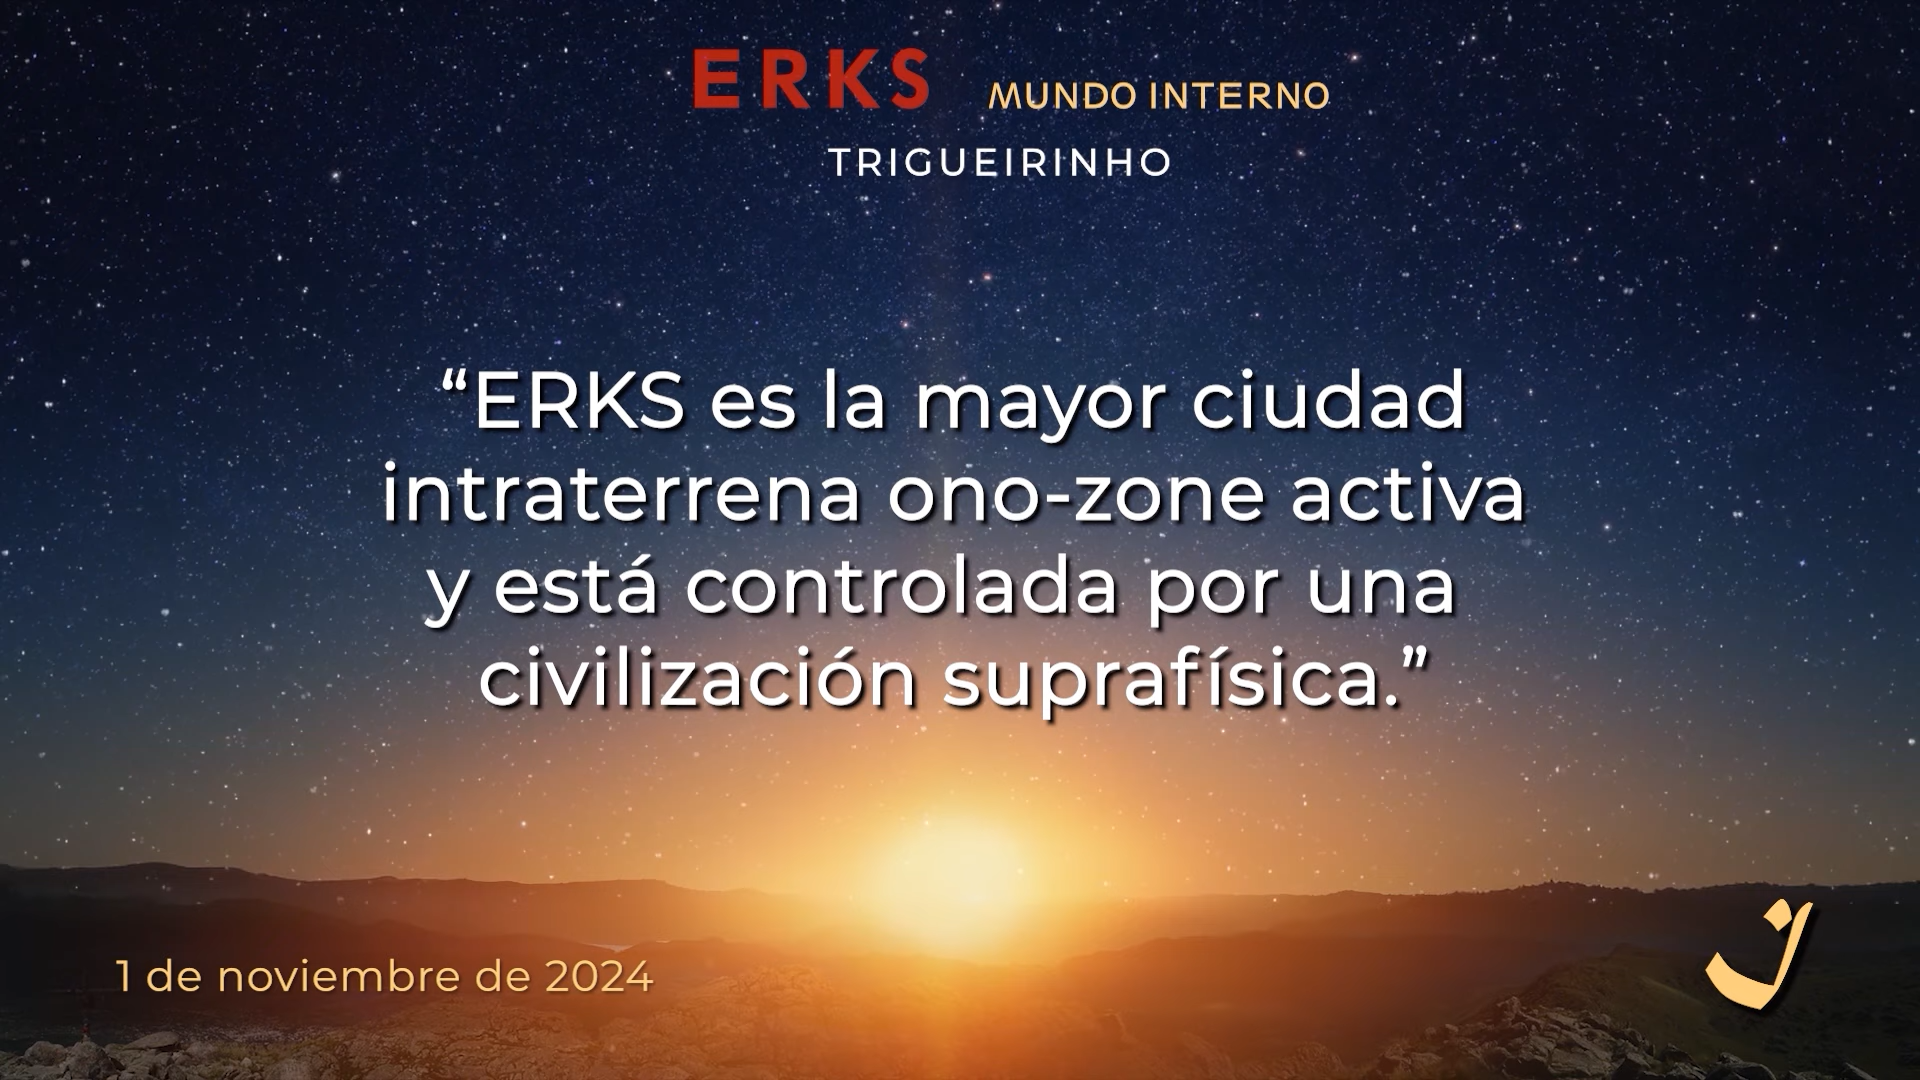 ERKS MUNDO INTERNO
TRIGUEIRINHO
“ERKS es la mayor ciudad
intraterrena ono-zone activa
y está controlada por una
civilización suprafísica.”
1 de noviembre de 2024